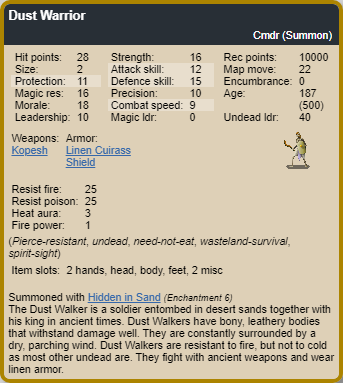 Dust Warrior
Cmdr (Summon)
Hit points: 28 Strength: 16 Rec points: 10000
Size: 2 Attack skill: 12 Map move: 22
Protection: 11 Defence skill: 15 Encumbrance: 0
Magic res: 16 Precision: 10 Age: 187
Morale: 18 Combat speed: 9 (500)
Leadership: 10 Magic ldr: 0 Undead ldr: 40
Weapons: Armor:
Kopesh Linen Cuirass
Shield
Resist fire: 25
Resist poison: 25
Heat aura: 3
Fire power: 1
(Pierce-resistant, undead, need-not-eat, wasteland-survival,
spirit-sight)
Item slots: 2 hands, head, body, feet, 2 misc
Summoned with Hidden in Sand (Enchantment 6)
The Dust Walker is a soldier entombed in desert sands together with
his king in ancient times. Dust Walkers have bony, leathery bodies
that withstand damage well. They are constantly surrounded by a
dry, parching wind. Dust Walkers are resistant to fire, but not to cold
as most other undead are. They fight with ancient weapons and wear
linen armor.